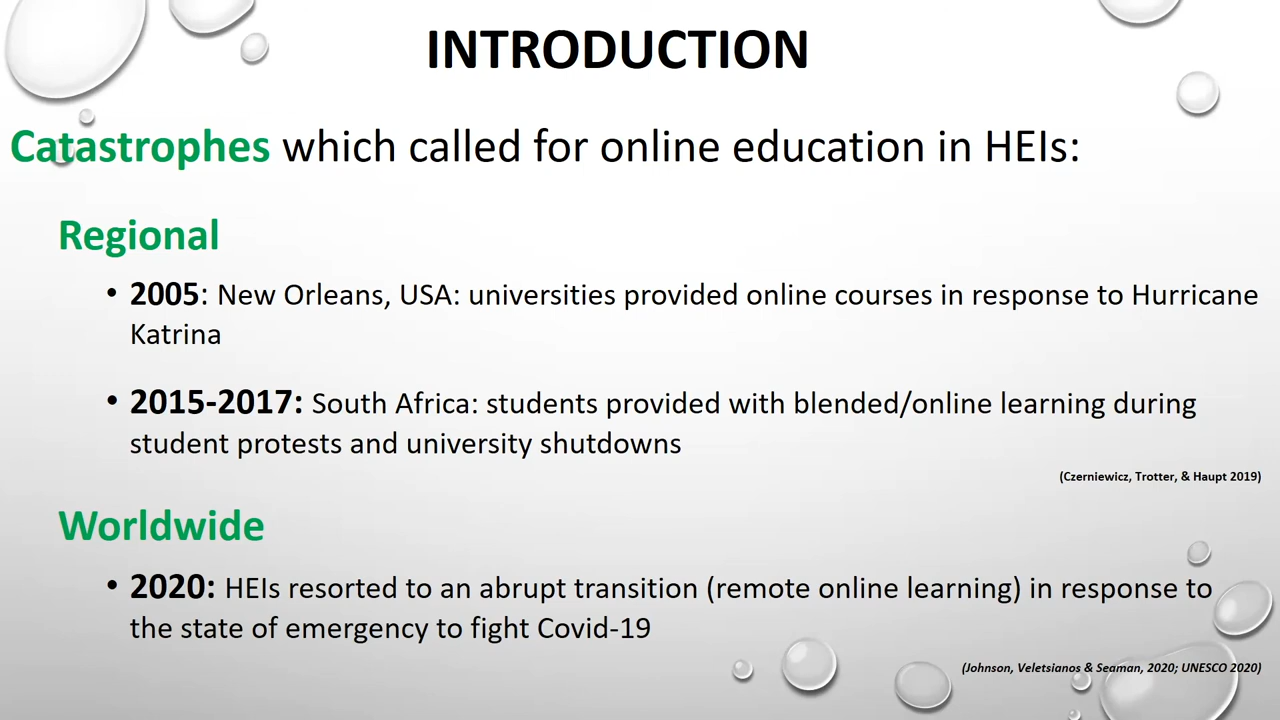 INTRODUCTION
Catastrophes which called for online education in HEIs:
Regional
• 2005: New Orleans, USA: universities provided online courses in response to Hurricane
Katrina
• 2015-2017: South Africa: students provided with blended/online learning during
student protests and university shutdowns
(Czerniewicz, Trotter, & Haupt 2019)
Worldwide
• 2020: HEIs resorted to an abrupt transition (remote online learning) in response to
the state of emergency to fight Covid-19
(Johnson, Veletsianos & Seaman, 2020; UNESCO 2020)